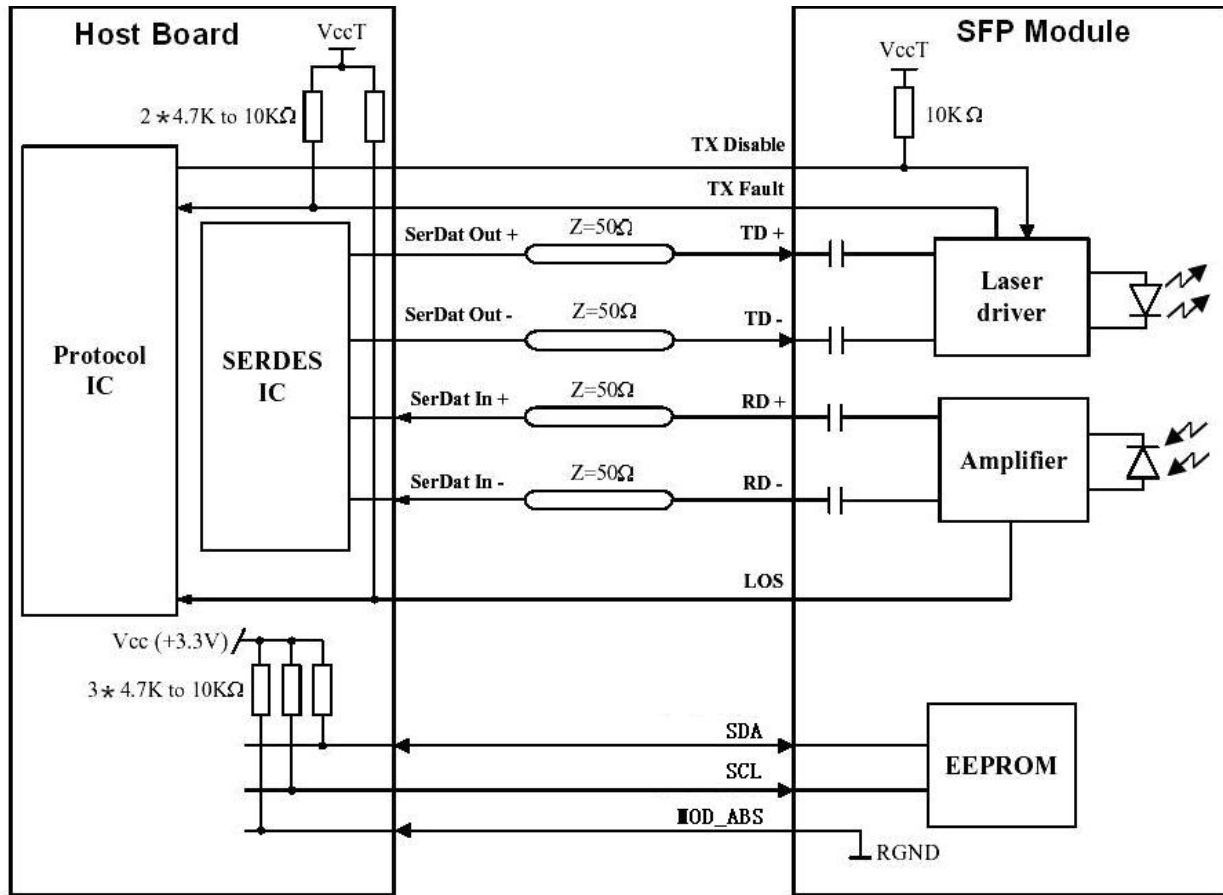 Host Board
SFP Module
VccT
VccT
2*4.7K to 10KΩ
10KΩ
TX Disable
TX Fault
Protocol
IC
SERDES
IC
SerDat Out +
Z=50Ω
TD +
SerDat Out -
Z=50Ω
TD -
Laser
driver
SerDat In +
Z=50Ω
RD +
SerDat In -
Z=50Ω
RD -
Amplifier
LOS
Vcc (+3.3V)
3*4.7K to 10KΩ
SDA
SCL
MOD_ABS
EEPROM
RGND